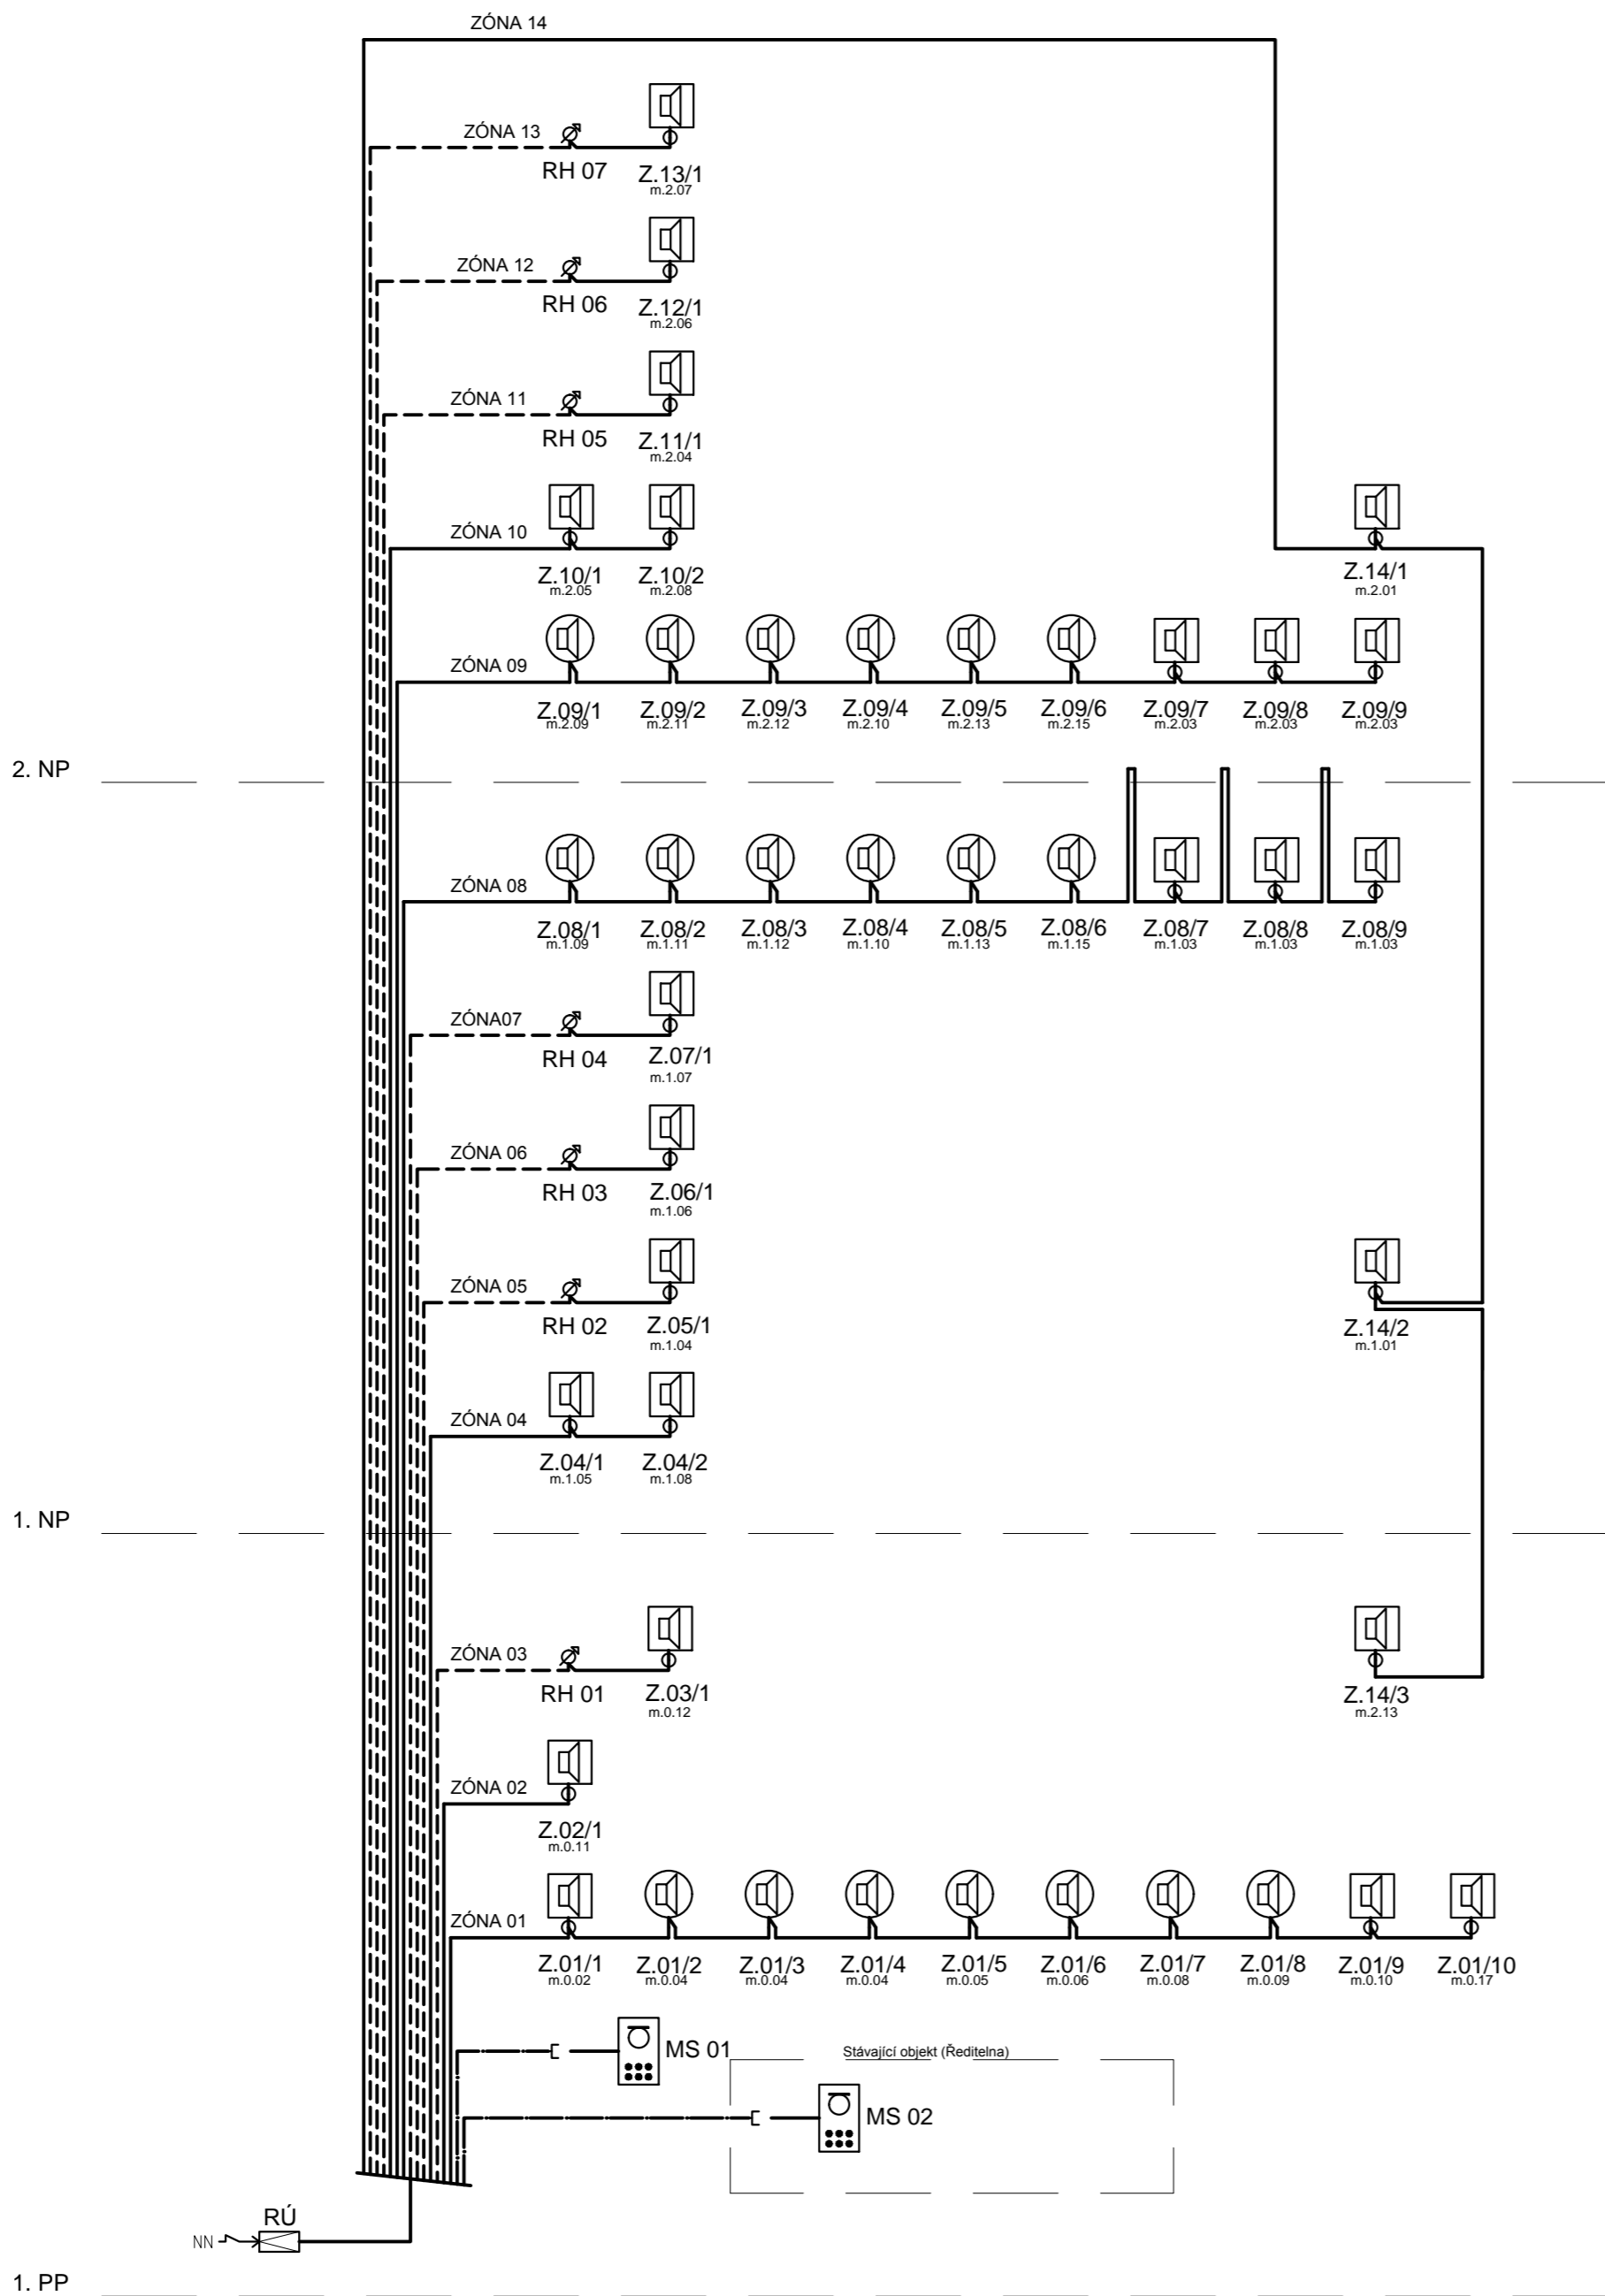 ZÓNA 14
ZÓNA 13
RH 07
Z.13/1
m.2.07
ZÓNA 12
RH 06
Z.12/1
m.2.06
ZÓNA 11
RH 05
Z.11/1
m.2.04
ZÓNA 10
Z.10/1
m.2.05
Z.10/2
m.2.08
Z.14/1
m.2.01
ZÓNA 09
Z.09/1
m.2.09
Z.09/2
m.2.11
Z.09/3
m.2.12
Z.09/4
m.2.10
Z.09/5
m.2.13
Z.09/6
m.2.15
Z.09/7
m.2.03
Z.09/8
m.2.03
Z.09/9
m.2.03
2. NP
ZÓNA 08
Z.08/1
m.1.09
Z.08/2
m.1.11
Z.08/3
m.1.12
Z.08/4
m.1.10
Z.08/5
m.1.13
Z.08/6
m.1.15
Z.08/7
m.1.03
Z.08/8
m.1.03
Z.08/9
m.1.03
ZÓNA07
RH 04
Z.07/1
m.1.07
ZÓNA 06
RH 03
Z.06/1
m.1.06
ZÓNA 05
RH 02
Z.05/1
m.1.04
Z.14/2
m.1.01
ZÓNA 04
Z.04/1
m.1.05
Z.04/2
m.1.08
1. NP
ZÓNA 03
RH 01
Z.03/1
m.0.12
Z.14/3
m.2.13
ZÓNA 02
Z.02/1
m.0.11
ZÓNA 01
Z.01/1
m.0.02
Z.01/2
m.0.04
Z.01/3
m.0.04
Z.01/4
m.0.04
Z.01/5
m.0.05
Z.01/6
m.0.06
Z.01/7
m.0.08
Z.01/8
m.0.09
Z.01/9
m.0.10
Z.01/10
m.0.17
MS 01
Stávající objekt (Ředitelna)
MS 02
RÚ
NN
1. PP